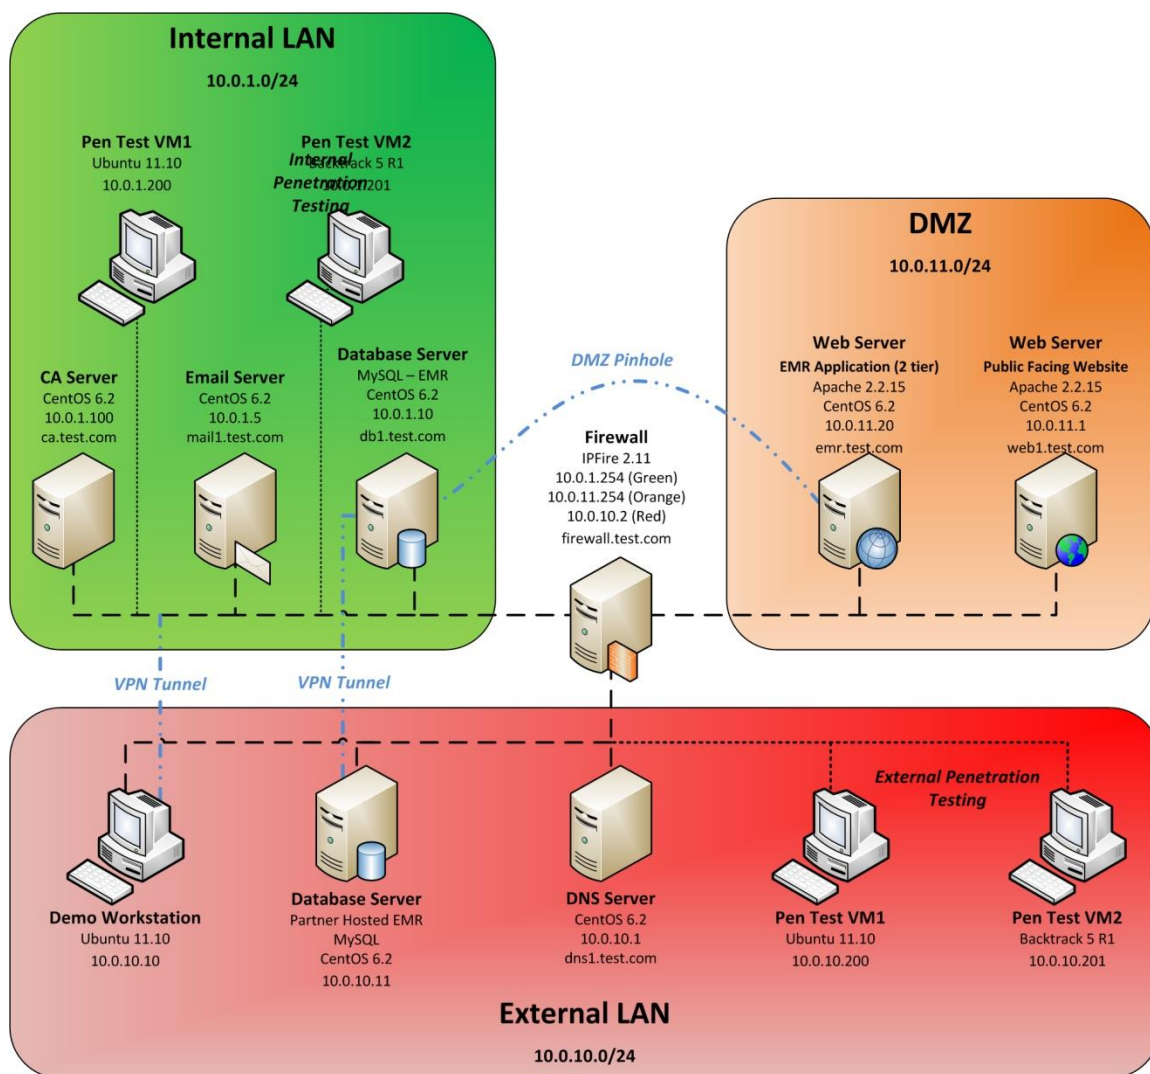 Internal LAN
10.0.1.0/24
Pen Test VM1
Ubuntu 11.10
10.0.1.200
Pen Test VM2
Backtrack 5 R1
10.0.1.201
Internal
Penetration
Testing
CA Server
CentOS 6.2
10.0.1.100
ca.test.com
Email Server
CentOS 6.2
10.0.1.5
mail1.test.com
Database Server
MySQL – EMR
CentOS 6.2
10.0.1.10
db1.test.com
DMZ Pinhole
Firewall
IPFire 2.11
10.0.1.254 (Green)
10.0.11.254 (Orange)
10.0.10.2 (Red)
firewall.test.com
DMZ
10.0.11.0/24
Web Server
EMR Application (2 tier)
Apache 2.2.15
CentOS 6.2
10.0.11.20
emr.test.com
Web Server
Public Facing Website
Apache 2.2.15
CentOS 6.2
10.0.11.1
web1.test.com
VPN Tunnel
VPN Tunnel
External Penetration
Testing
Demo Workstation
Ubuntu 11.10
10.0.10.10
Database Server
Partner Hosted EMR
MySQL
CentOS 6.2
10.0.10.11
DNS Server
CentOS 6.2
10.0.10.1
dns1.test.com
Pen Test VM1
Ubuntu 11.10
10.0.10.200
Pen Test VM2
Backtrack 5 R1
10.0.10.201
External LAN
10.0.10.0/24